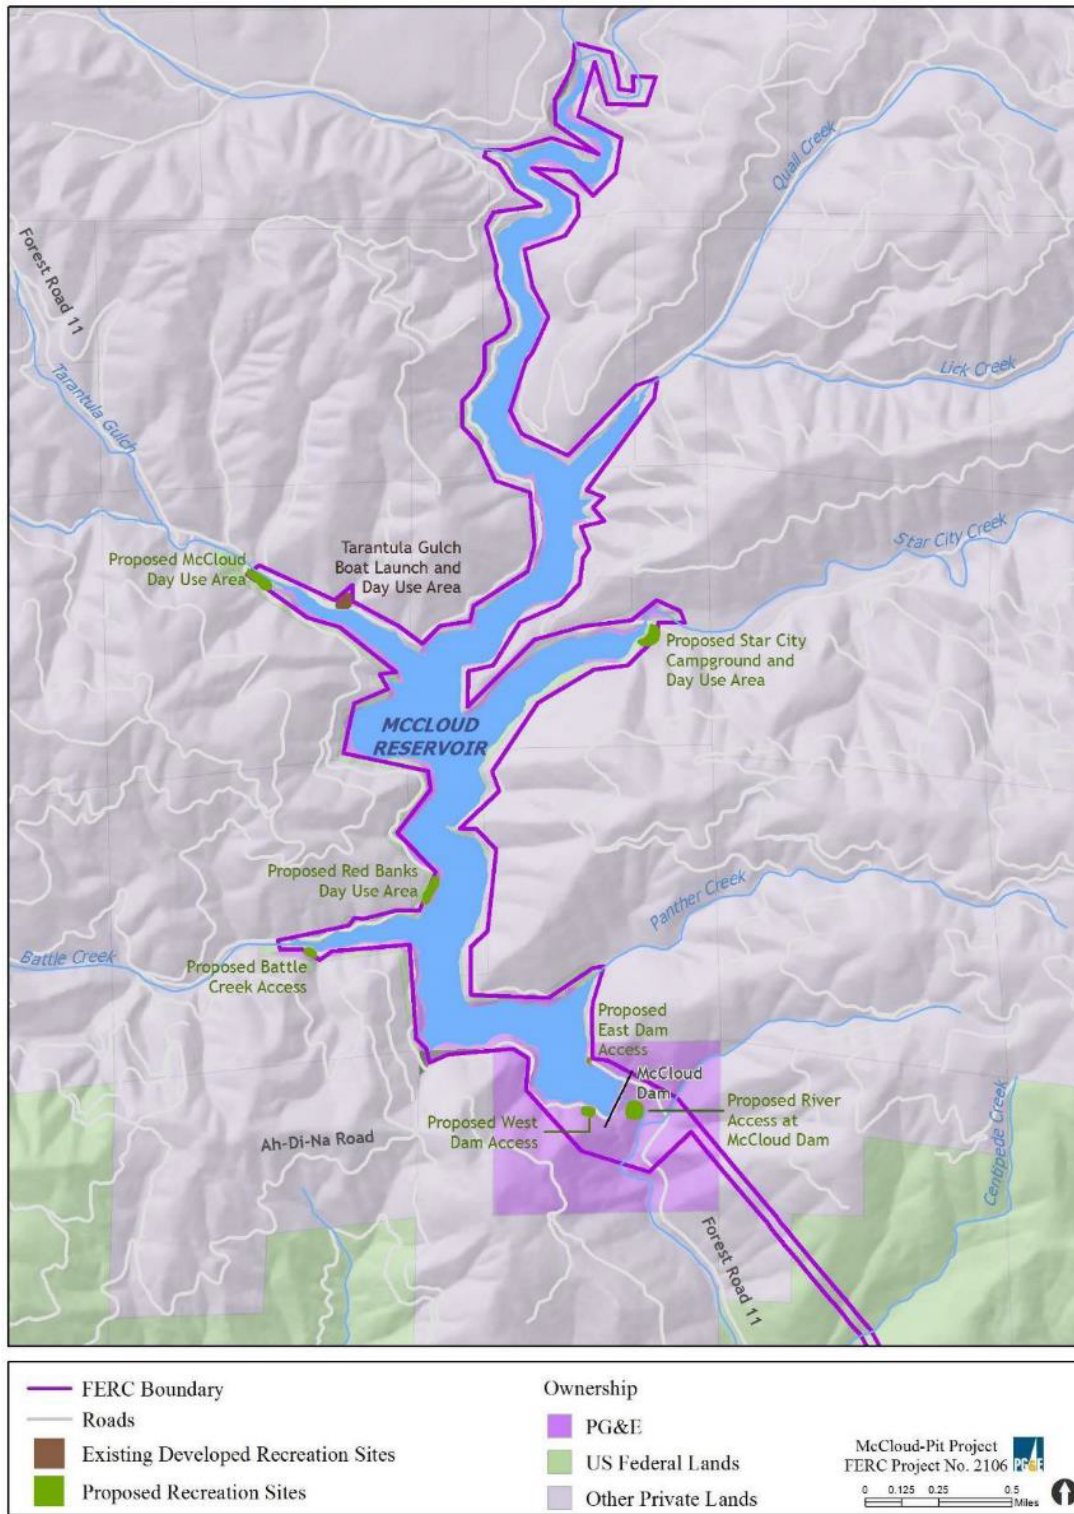 Quail Creek
Forest Road 11
Lick Creek
Tarantula Gulch
Star City Creek
Proposed McCloud
Day Use Area
Tarantula Gulch
Boat Launch and
Day Use Area
Proposed Star City
Campground and
Day Use Area
MCCLOUD
RESERVOIR
Proposed Red Banks
Day Use Area
Panther Creek
Battle Creek
Proposed Battle
Creek Access
Proposed
East Dam
Access
McCloud
Dam
Proposed River
Access at
McCloud Dam
Proposed West
Dam Access
Ah-Di-Na Road
Centipede Creek
Forest Road 11
FERC Boundary
Roads
Existing Developed Recreation Sites
Proposed Recreation Sites
Ownership
PG&E
US Federal Lands
Other Private Lands
McCloud-Pit Project
FERC Project No. 2106
PG&E
0 0.125 0.25 0.5
Miles